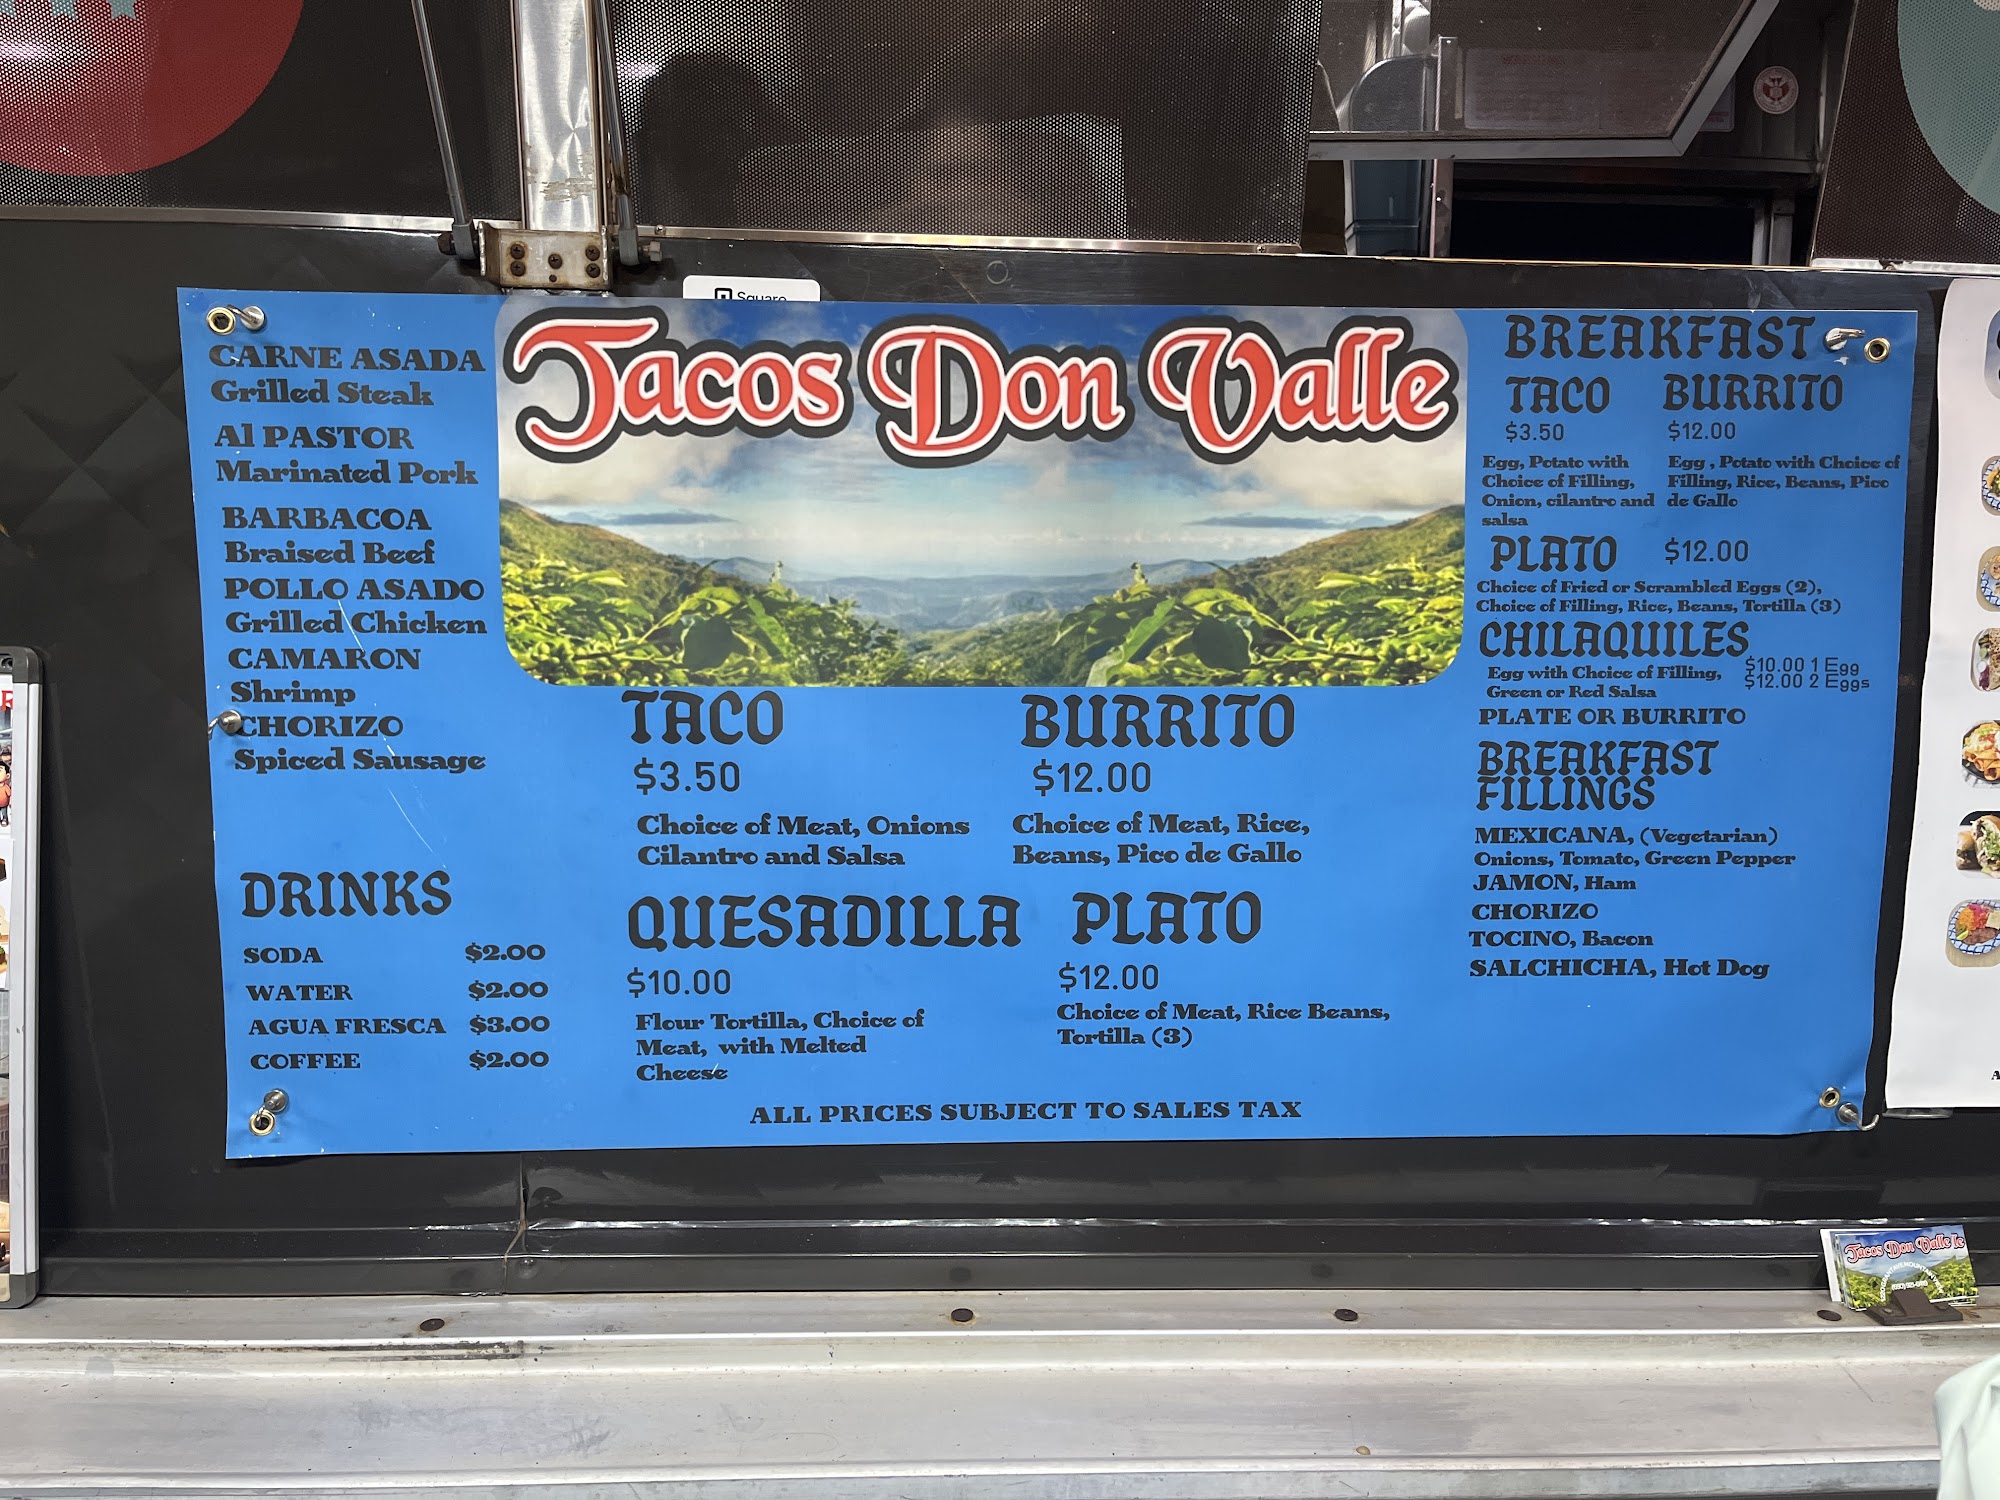 Square
Tacos Don Valle
CARNE ASADA
Grilled Steak
Al PASTOR
Marinated Pork
BARBACOA
Braised Beef
POLLO ASADO
Grilled Chicken
CAMARON
Shrimp
CHORIZO
Spiced Sausage
DRINKS
SODA $2.00
WATER $2.00
AGUA FRESCA $3.00
COFFEE $2.00
TACO
$3.50
Choice of Meat, Onions
Cilantro and Salsa
BURRITO
$12.00
Choice of Meat, Rice,
Beans, Pico de Gallo
QUESADILLA
$10.00
Flour Tortilla, Choice of
Meat, with Melted
Cheese
PLATO
$12.00
Choice of Meat, Rice Beans,
Tortilla (3)
ALL PRICES SUBJECT TO SALES TAX
BREAKFAST
TACO
$3.50
Egg, Potato with
Choice of Filling,
Onion, cilantro and
salsa
BURRITO
$12.00
Egg , Potato with Choice of
Filling, Rice, Beans, Pico
de Gallo
PLATO $12.00
Choice of Fried or Scrambled Eggs (2),
Choice of Filling, Rice, Beans, Tortilla (3)
CHILAQUILES
$10.00 1 Egg
$12.00 2 Eggs
Egg with Choice of Filling,
Green or Red Salsa
PLATE OR BURRITO
BREAKFAST
FILLINGS
MEXICANA, (Vegetarian)
Onions, Tomato, Green Pepper
JAMON, Ham
CHORIZO
TOCINO, Bacon
SALCHICHA, Hot Dog
Tacos Don Valle